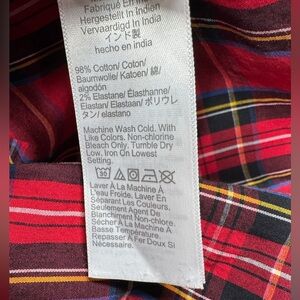 Fabriqué En Inde
Hergestellt In Indien
Vervaardigd In India
インド製
hecho en india
98% Cotton/ Coton/
Baumwolle/ Katoen/ 綿/
algodón
2% Elastane/ Élasthanne/
Elastan/ Elastaan/ ポリウレ
タン/ elastano
Machine Wash Cold. With
Like Colors. Non-chlorine
Bleach Only. Tumble Dry
Low. Iron On Lowest
Setting.
30
Laver À La Machine À
L'eau Froide. Laver En
Séparant Les Couleurs.
Seulement Agent De
Blanchiment Non-chlore.
Sécher À La Machine À
Basse Température.
Repasser À Fer Doux Si
Nécessaire.